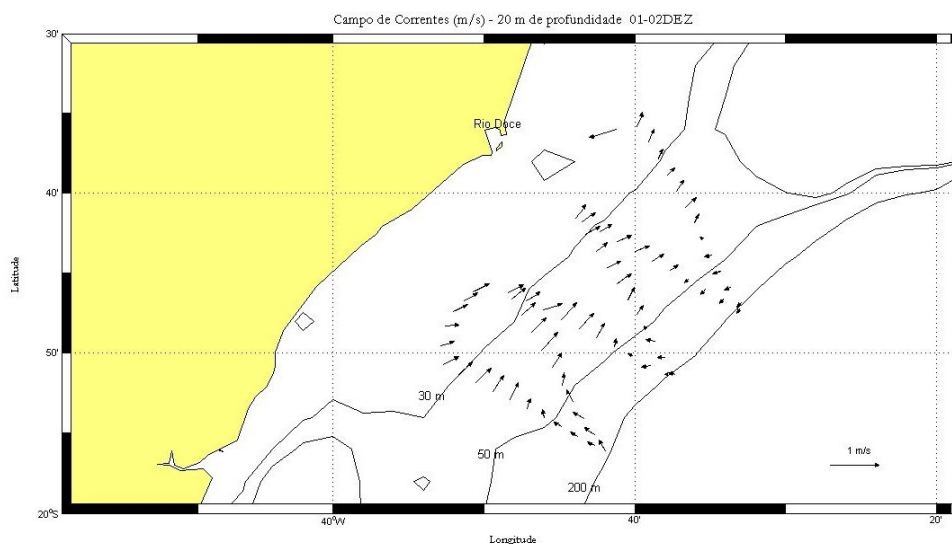 Campo de Correntes (m/s) - 20 m de profundidade 01-02DEZ
30'
Rio Doce
40'
Latitude
50'
30 m
50 m
1 m/s
200 m
20°S
40°W
40'
20'
Longitude